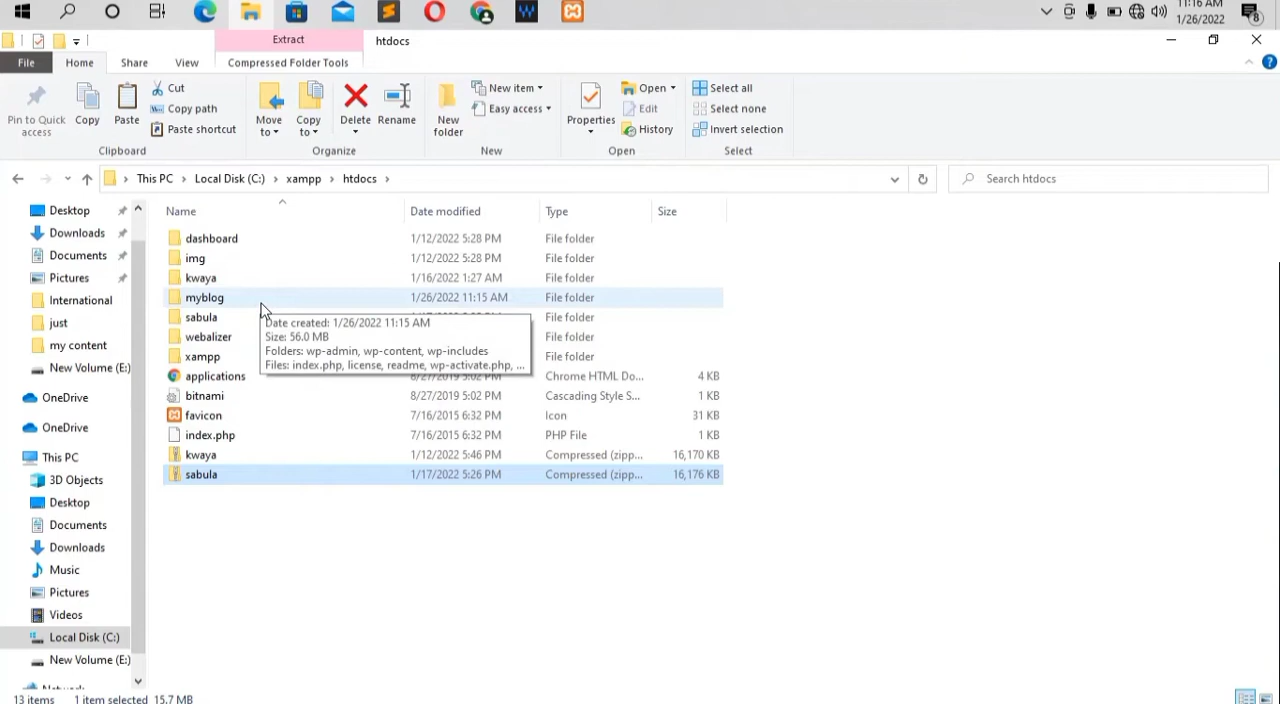 11:16 AM
1/26/2022
8
Extract
htdocs
File
Home
Share
View
Compressed Folder Tools
Pin to Quick access
Copy
Paste
Cut
Copy path
Paste shortcut
Clipboard
Move to
Copy to
Delete
Rename
Organize
New folder
New item
Easy access
New
Properties
Open
Edit
History
Open
Select all
Select none
Invert selection
Select
This PC › Local Disk (C:) › xampp › htdocs ›
Search htdocs
Desktop
Downloads
Documents
Pictures
International
just
my content
New Volume (E:)
OneDrive
OneDrive
This PC
3D Objects
Desktop
Documents
Downloads
Music
Pictures
Videos
Local Disk (C:)
New Volume (E:)
Name Date modified Type Size
dashboard 1/12/2022 5:28 PM File folder
img 1/12/2022 5:28 PM File folder
kwaya 1/16/2022 1:27 AM File folder
myblog 1/26/2022 11:15 AM File folder
sabula File folder
webalizer File folder
xampp File folder
applications 8/27/2019 5:02 PM Chrome HTML Do... 4 KB
bitnami 8/27/2019 5:02 PM Cascading Style S... 1 KB
favicon 7/16/2015 6:32 PM Icon 31 KB
index.php 7/16/2015 6:32 PM PHP File 1 KB
kwaya 1/12/2022 5:46 PM Compressed (zipp... 16,170 KB
sabula 1/17/2022 5:26 PM Compressed (zipp... 16,176 KB
Date created: 1/26/2022 11:15 AM
Size: 56.0 MB
Folders: wp-admin, wp-content, wp-includes
Files: index.php, license, readme, wp-activate.php, ...
13 items 1 item selected 15.7 MB